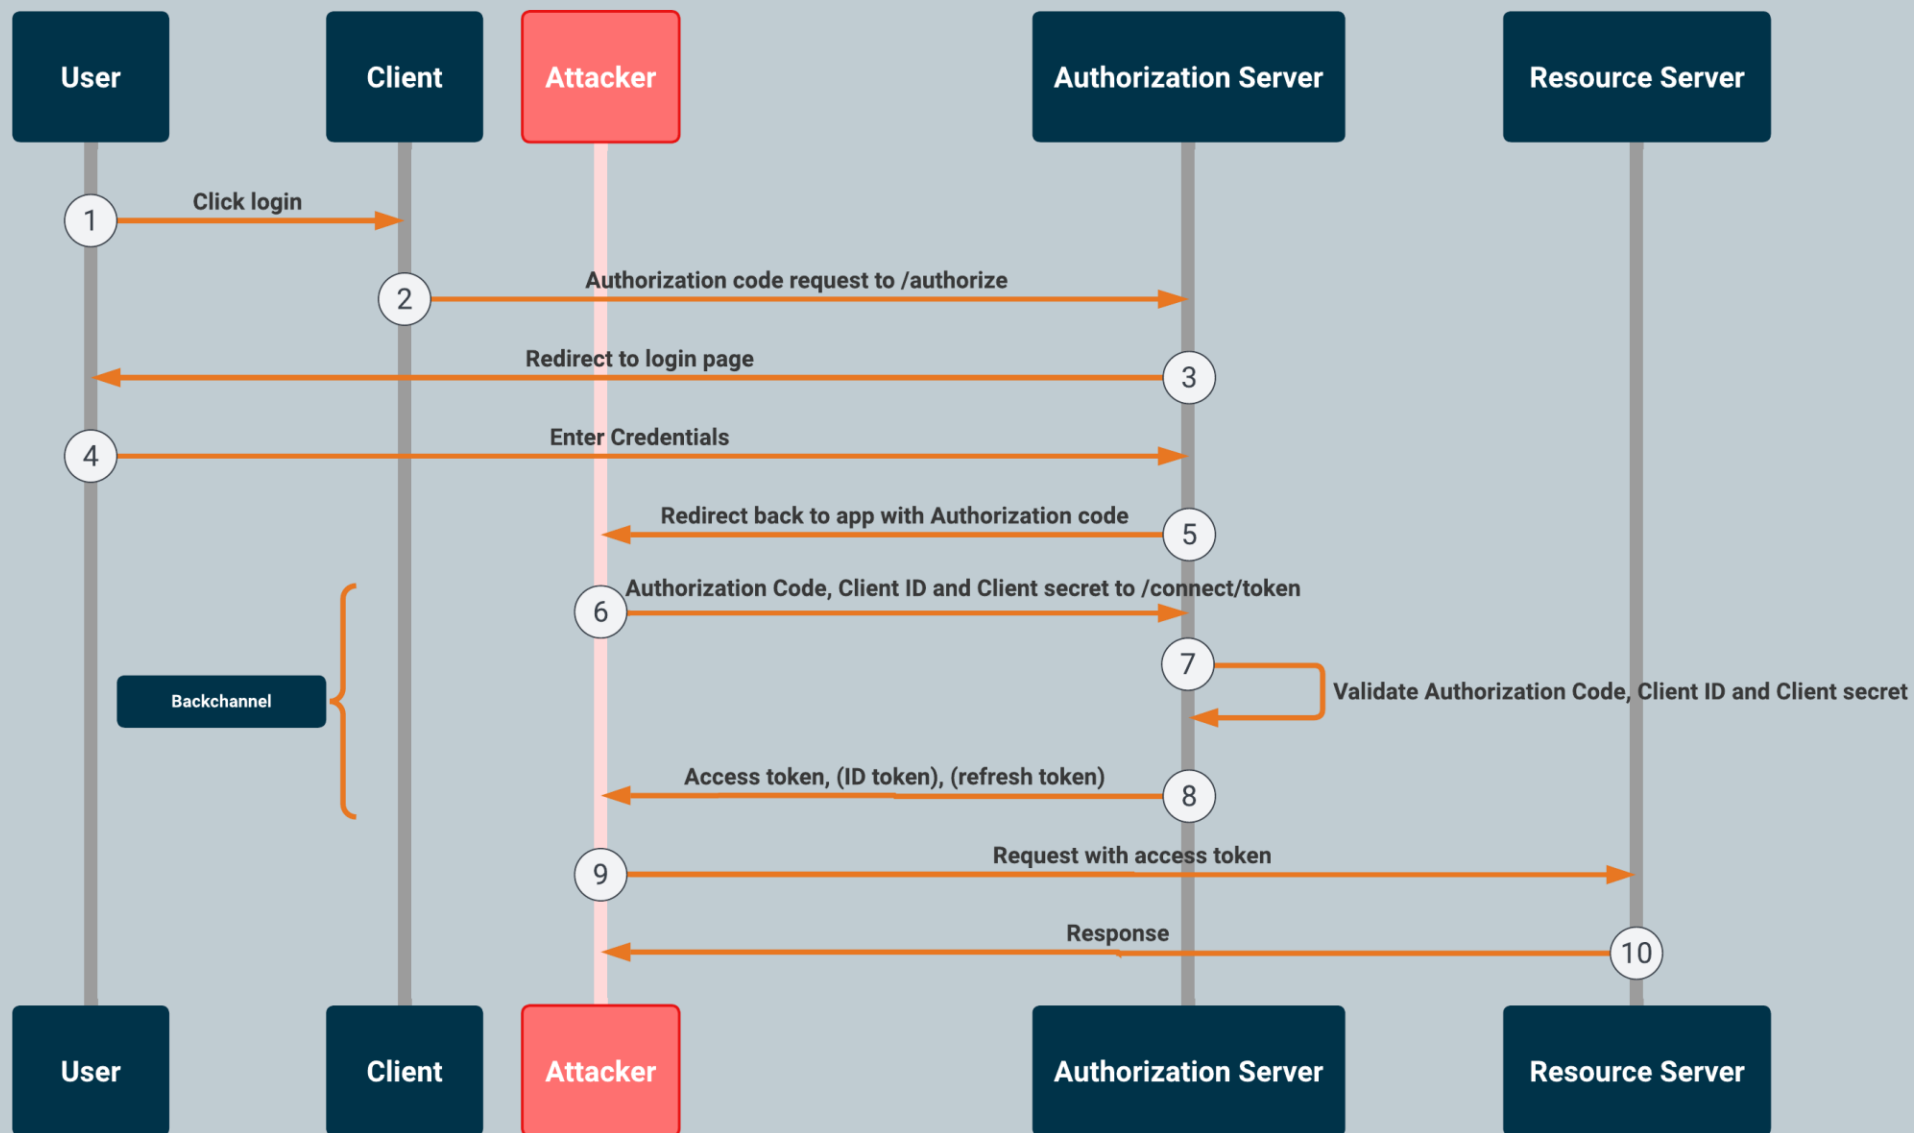 User
Client
Attacker
Authorization Server
Resource Server
Click login
1
Authorization code request to /authorize
2
Redirect to login page
3
Enter Credentials
4
Redirect back to app with Authorization code
5
Authorization Code, Client ID and Client secret to /connect/token
6
7
Validate Authorization Code, Client ID and Client secret
Backchannel
Access token, (ID token), (refresh token)
8
Request with access token
9
Response
10
User
Client
Attacker
Authorization Server
Resource Server